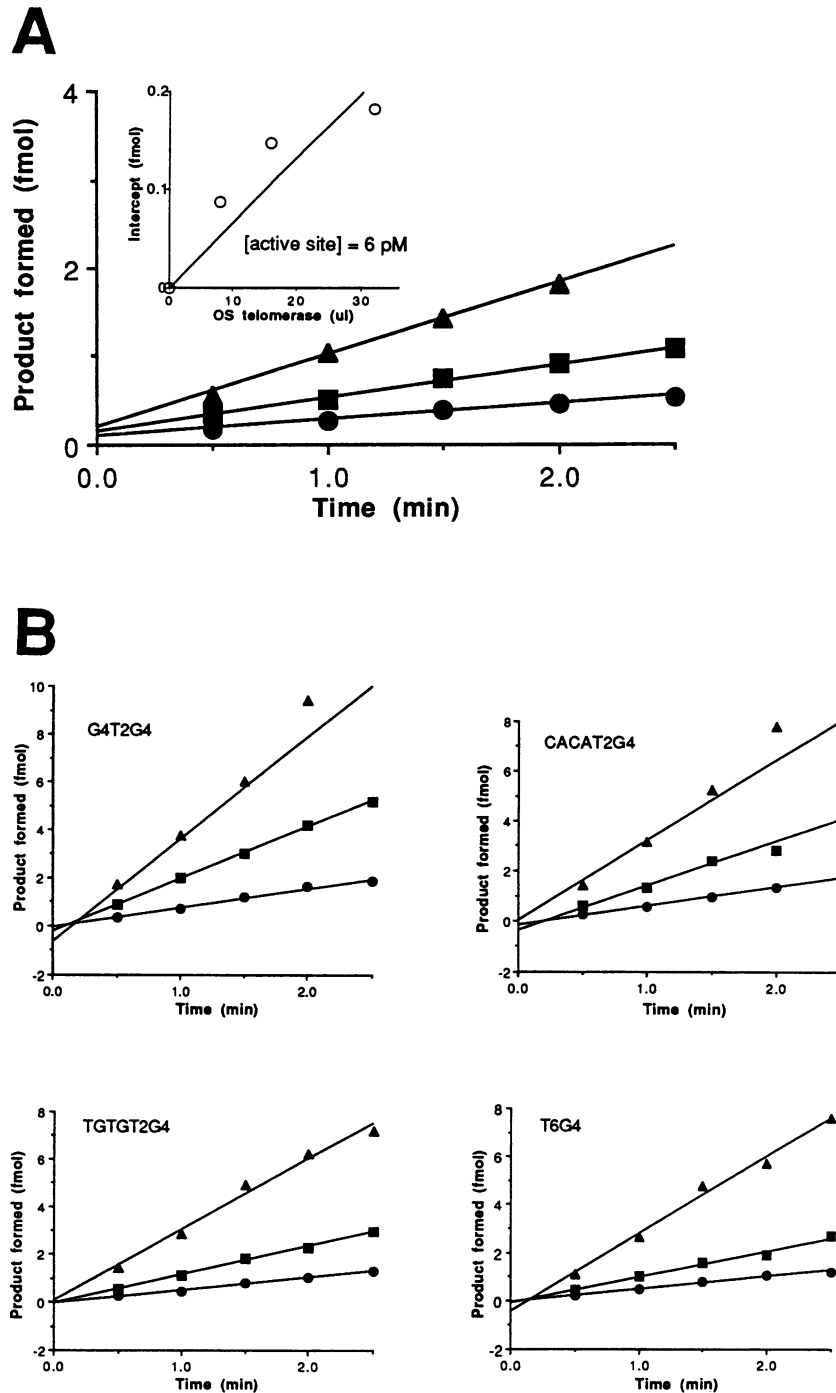 A
Product formed (fmol)
4
2
0
0.0 1.0 2.0
Time (min)
Intercept (fmol)
0.2
0.1
0
0 10 20 30
OS telomerase (ul)
[active site] = 6 pM
B
G4T2G4
Product formed (fmol)
10
8
6
4
2
0
-2
0.0 1.0 2.0
Time (min)
CACAT2G4
Product formed (fmol)
8
6
4
2
0
-2
0.0 1.0 2.0
Time (min)
TGTGT2G4
Product formed (fmol)
8
6
4
2
0
-2
0.0 1.0 2.0
Time (min)
T6G4
Product formed (fmol)
8
6
4
2
0
-2
0.0 1.0 2.0
Time (min)